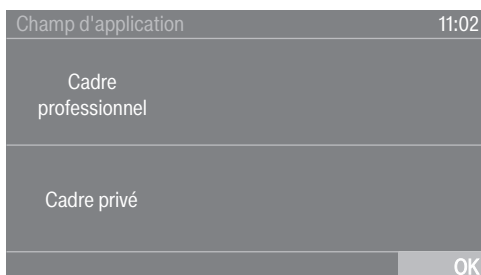 Champ d'application 11:02
Cadre
professionnel
Cadre privé
OK